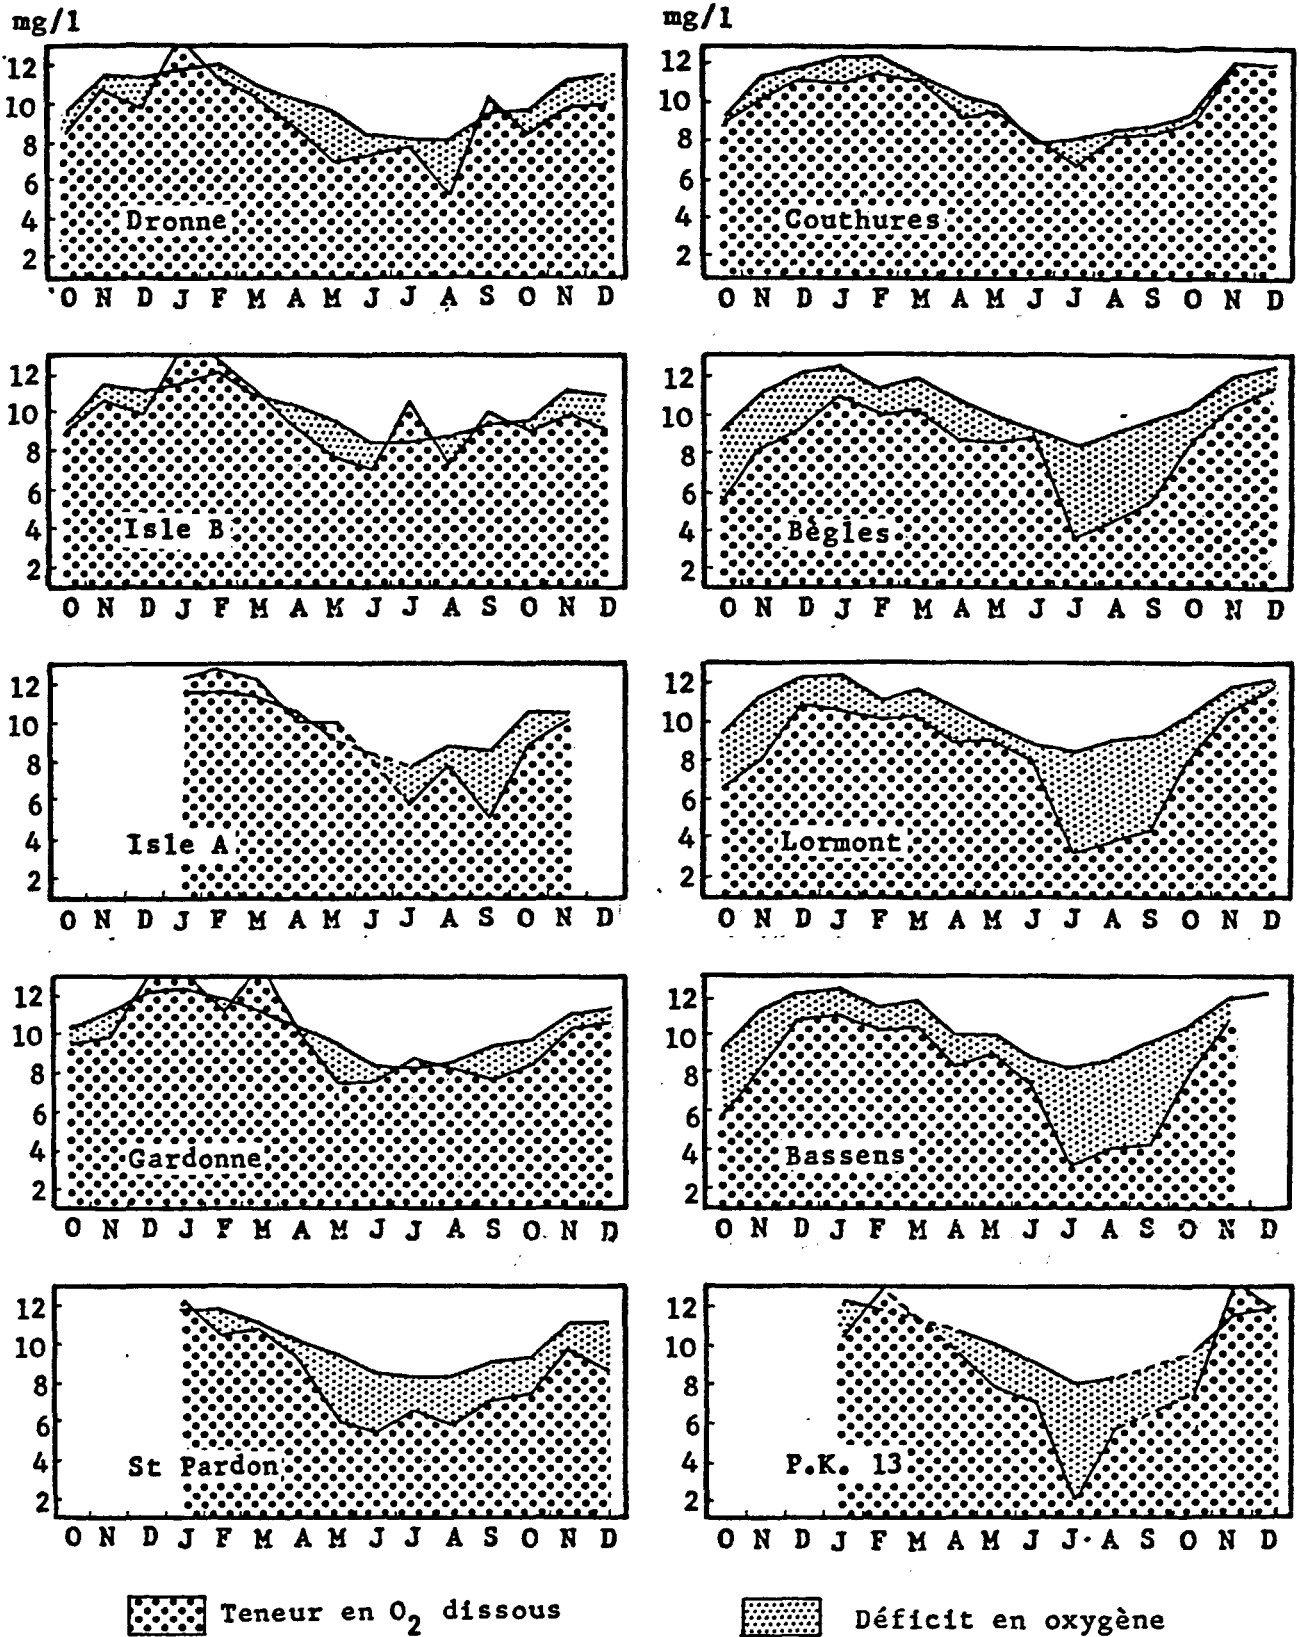 mg/l
12
10
8
6
4
2
Dronne
O N D J F M A M J J A S O N D
mg/l
12
10
8
6
4
2
Couthures
O N D J F M A M J J A S O N D
12
10
8
6
4
2
Isle B
O N D J F M A M J J A S O N D
12
10
8
6
4
2
Bègles
O N D J F M A M J J A S O N D
12
10
8
6
4
2
Isle A
O N D J F M A M J J A S O N D
12
10
8
6
4
2
Lormont
O N D J F M A M J J A S O N D
12
10
8
6
4
2
Gardonne
O N D J F M A M J J A S O N D
12
10
8
6
4
2
Bassens
O N D J F M A M J J A S O N D
12
10
8
6
4
2
St Pardon
O N D J F M A M J J A S O N D
12
10
8
6
4
2
P.K. 13
O N D J F M A M J J A S O N D
Teneur en O2 dissous
Déficit en oxygène